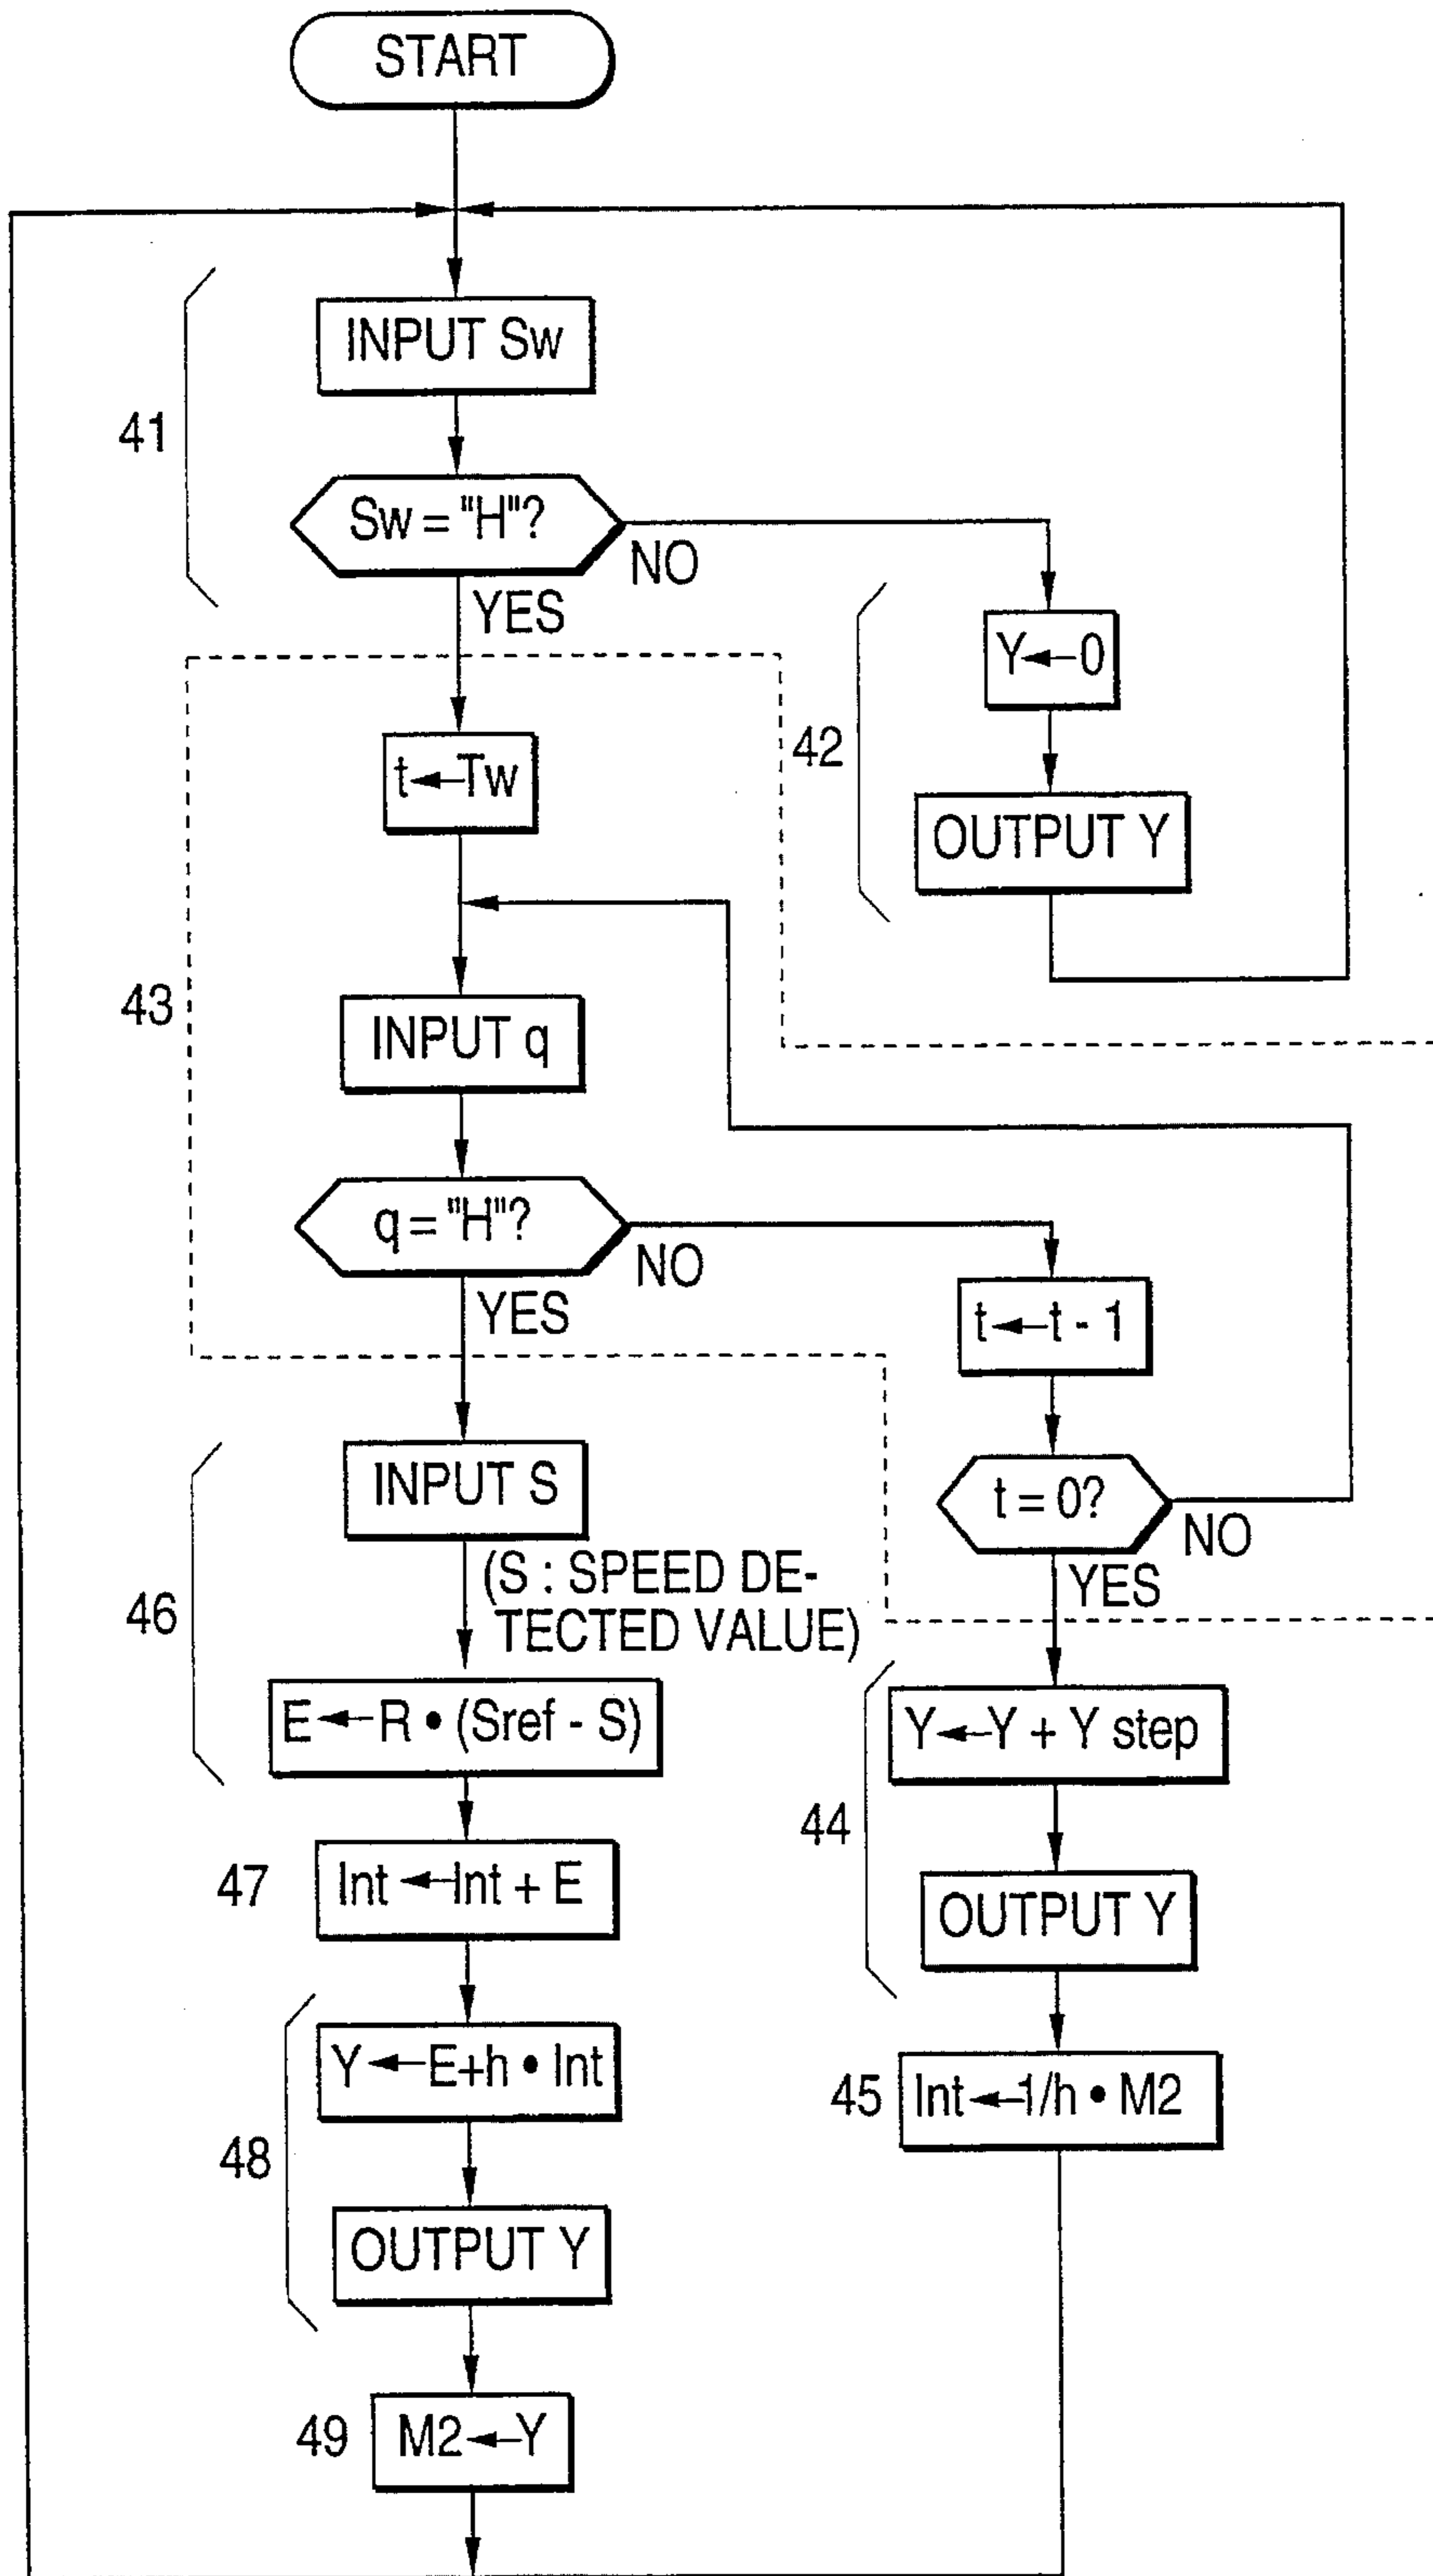 START
INPUT Sw
41
Sw = "H"?
NO
YES
Y←0
42
t←Tw
OUTPUT Y
43
INPUT q
q = "H"?
NO
YES
t←t - 1
INPUT S
t = 0?
NO
(S : SPEED DE-
TECTED VALUE)
YES
46
E←R • (Sref - S)
Y←Y + Y step
44
47
Int←Int + E
OUTPUT Y
Y←E+h • Int
45
Int←1/h • M2
48
OUTPUT Y
49
M2←Y